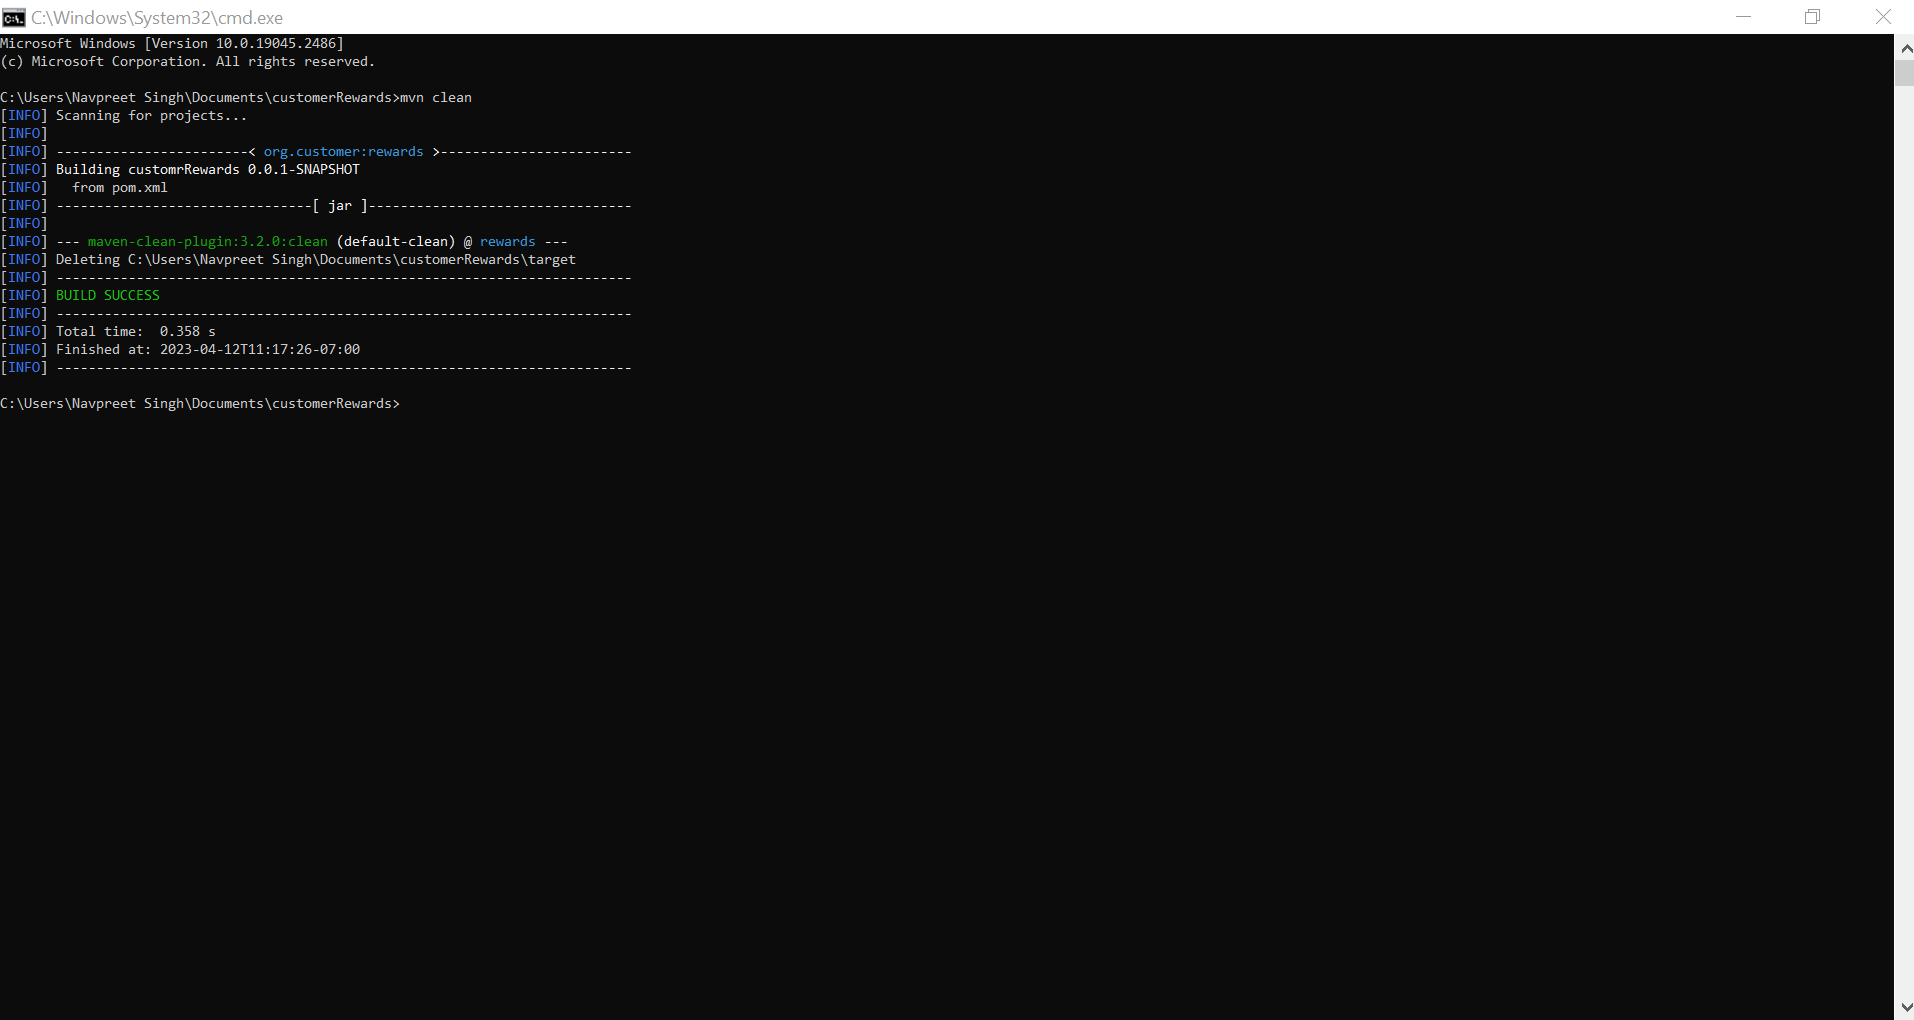 C:\Windows\System32\cmd.exe
Microsoft Windows [Version 10.0.19045.2486]
(c) Microsoft Corporation. All rights reserved.
C:\Users\Navpreet Singh\Documents\customerRewards>mvn clean
[INFO] Scanning for projects...
[INFO]
[INFO] ------------------------< org.customer:rewards >------------------------
[INFO] Building customrRewards 0.0.1-SNAPSHOT
[INFO]   from pom.xml
[INFO] --------------------------------[ jar ]---------------------------------
[INFO]
[INFO] --- maven-clean-plugin:3.2.0:clean (default-clean) @ rewards ---
[INFO] Deleting C:\Users\Navpreet Singh\Documents\customerRewards\target
[INFO] ------------------------------------------------------------------------
[INFO] BUILD SUCCESS
[INFO] ------------------------------------------------------------------------
[INFO] Total time:  0.358 s
[INFO] Finished at: 2023-04-12T11:17:26-07:00
[INFO] ------------------------------------------------------------------------
C:\Users\Navpreet Singh\Documents\customerRewards>